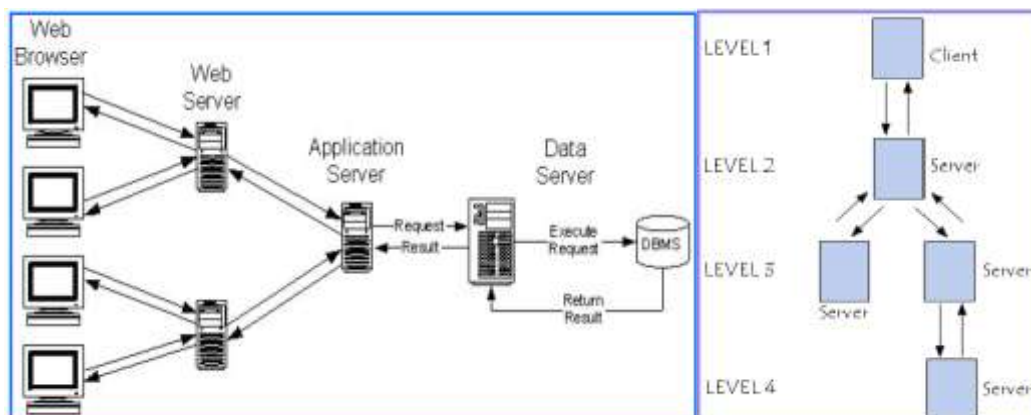 Web
Browser
Web
Server
Application
Server
Data
Server
Request
Result
Execute
Request
DBMS
Return
Result
LEVEL 1
Client
LEVEL 2
Server
LEVEL 3
Server
Server
LEVEL 4
Server